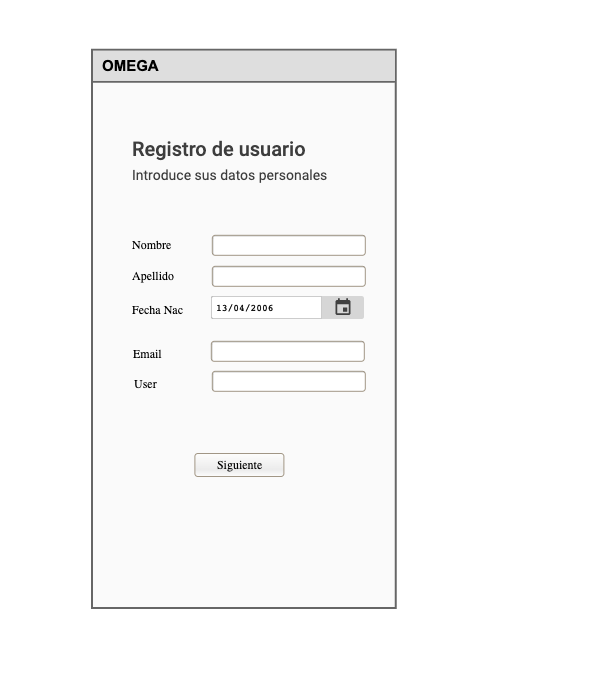 OMEGA
Registro de usuario
Introduce sus datos personales
Nombre
Apellido
Fecha Nac 13/04/2006
Email
User
Siguiente